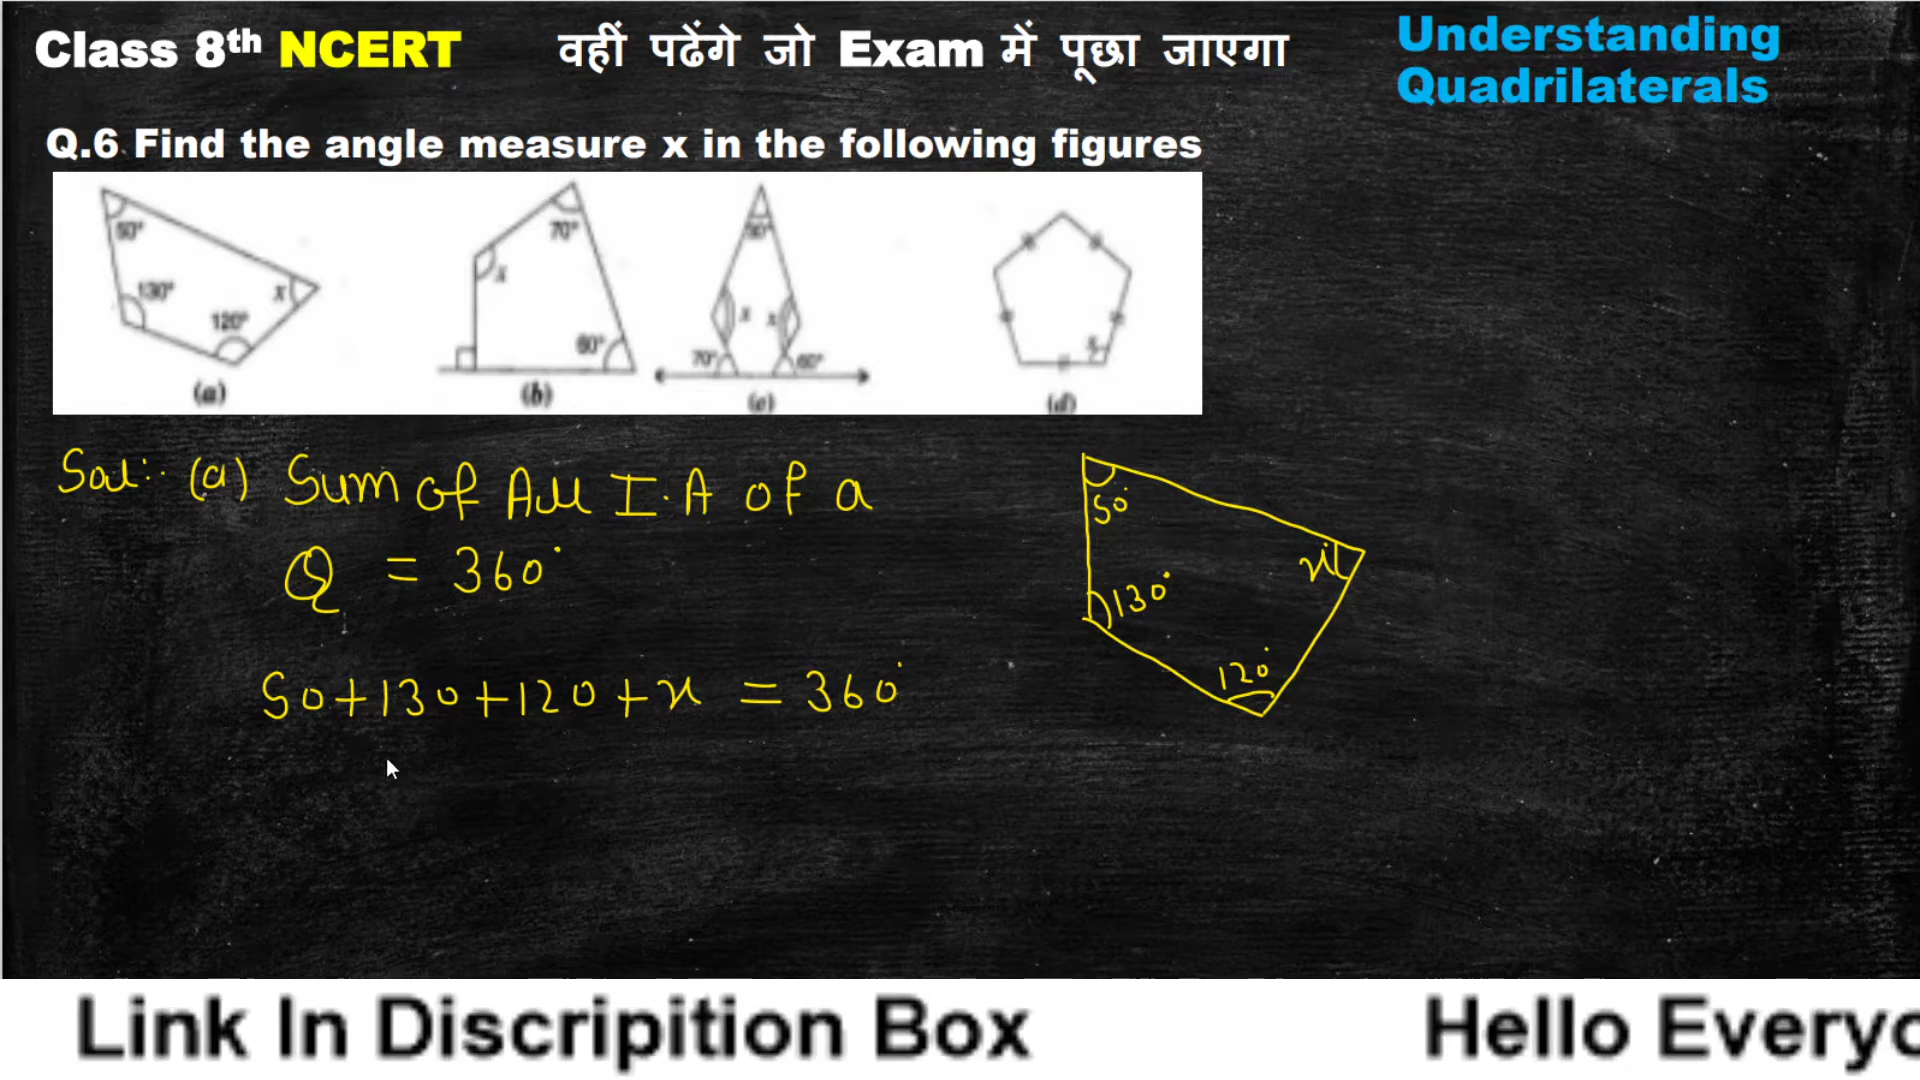 Class 8th NCERT वहीं पढेंगे जो Exam में पूछा जाएगा
Understanding
Quadrilaterals
Q.6 Find the angle measure x in the following figures
50° 130° 120° x
70° x 60°
x x 70° 60°
x
(a) (b) (c) (d)
Sol:- (a) Sum of All I.A of a
Q = 360°
50+130+120+x = 360°
50°
x
130°
120°
Link In Discripition Box
Hello Everyo